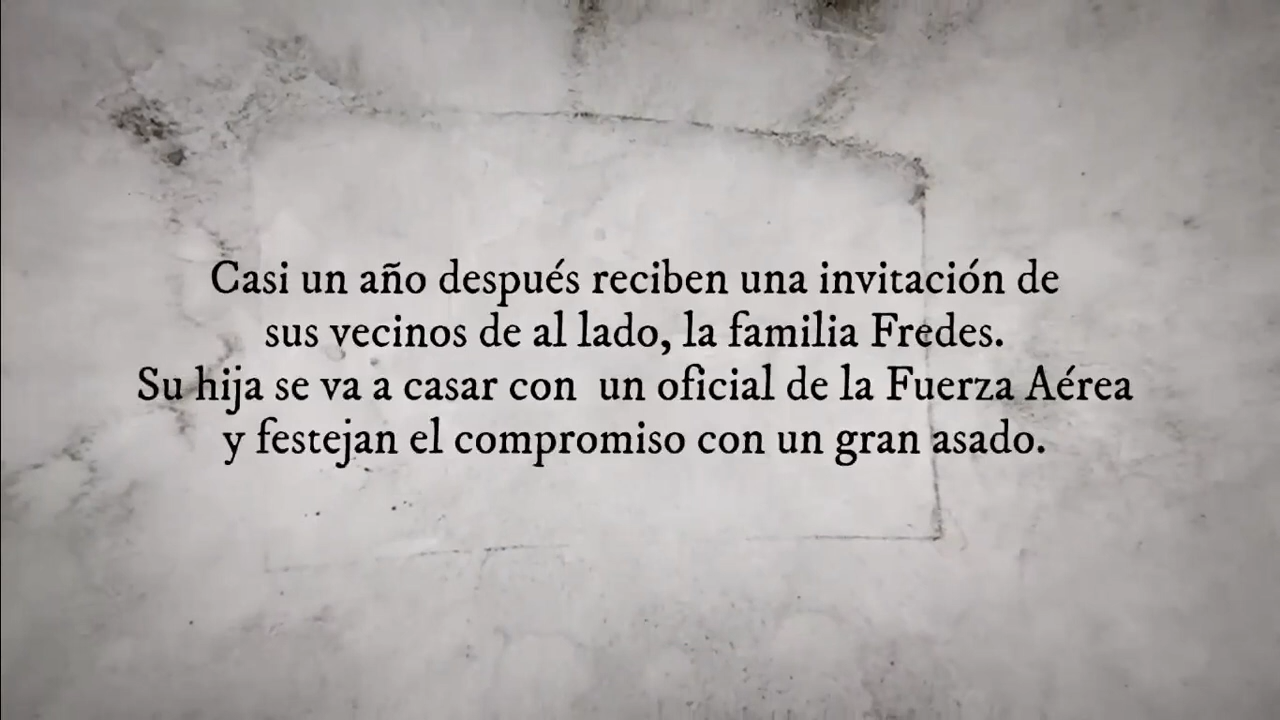 Casi un año después reciben una invitación de
sus vecinos de al lado, la familia Fredes.
Su hija se va a casar con  un oficial de la Fuerza Aérea
y festejan el compromiso con un gran asado.